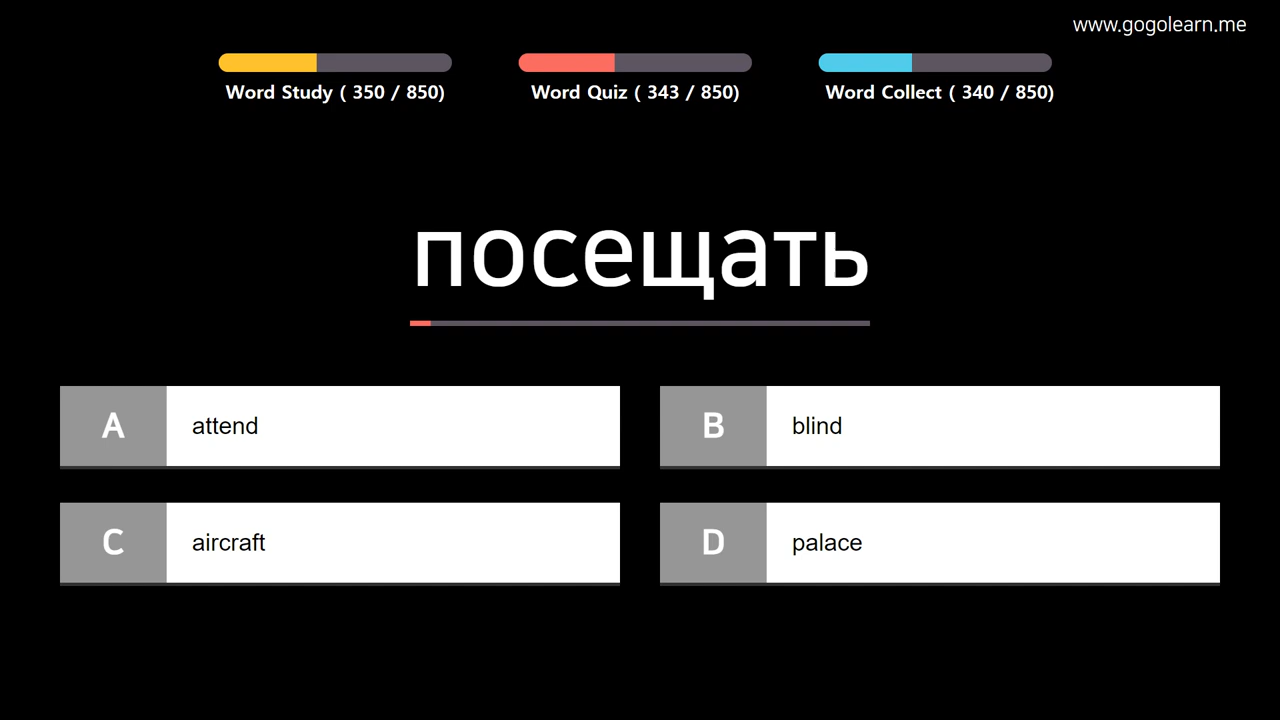 www.gogolearn.me
Word Study ( 350 / 850)
Word Quiz ( 343 / 850)
Word Collect ( 340 / 850)
посещать
A attend
B blind
C aircraft
D palace